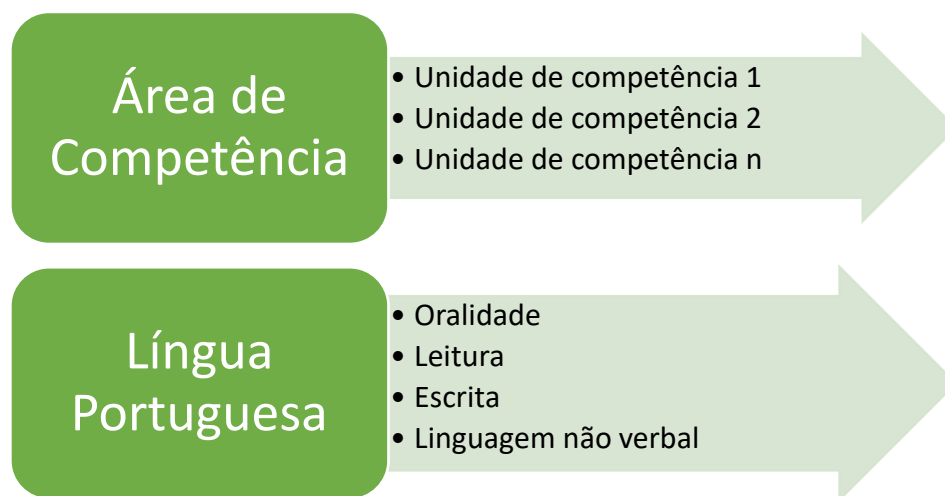 Área de
Competência
• Unidade de competência 1
• Unidade de competência 2
• Unidade de competência n
Língua
Portuguesa
• Oralidade
• Leitura
• Escrita
• Linguagem não verbal